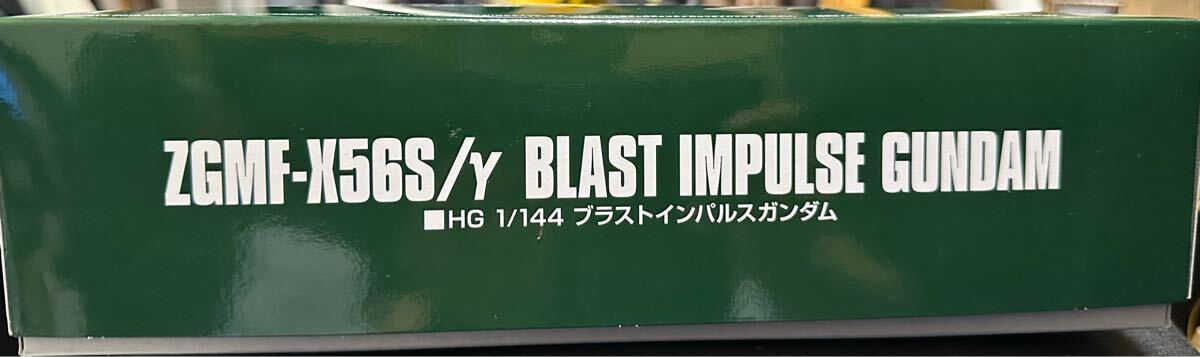 ZGMF-X56S/γ BLAST IMPULSE GUNDAM
■HG 1/144 ブラストインパルスガンダム